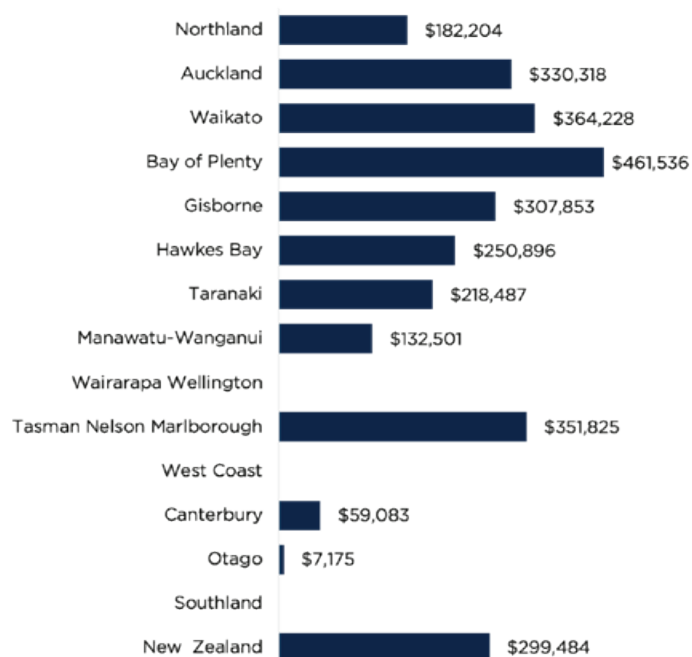 Northland $182,204
Auckland $330,318
Waikato $364,228
Bay of Plenty $461,536
Gisborne $307,853
Hawkes Bay $250,896
Taranaki $218,487
Manawatu-Wanganui $132,501
Wairarapa Wellington
Tasman Nelson Marlborough $351,825
West Coast
Canterbury $59,083
Otago $7,175
Southland
New Zealand $299,484